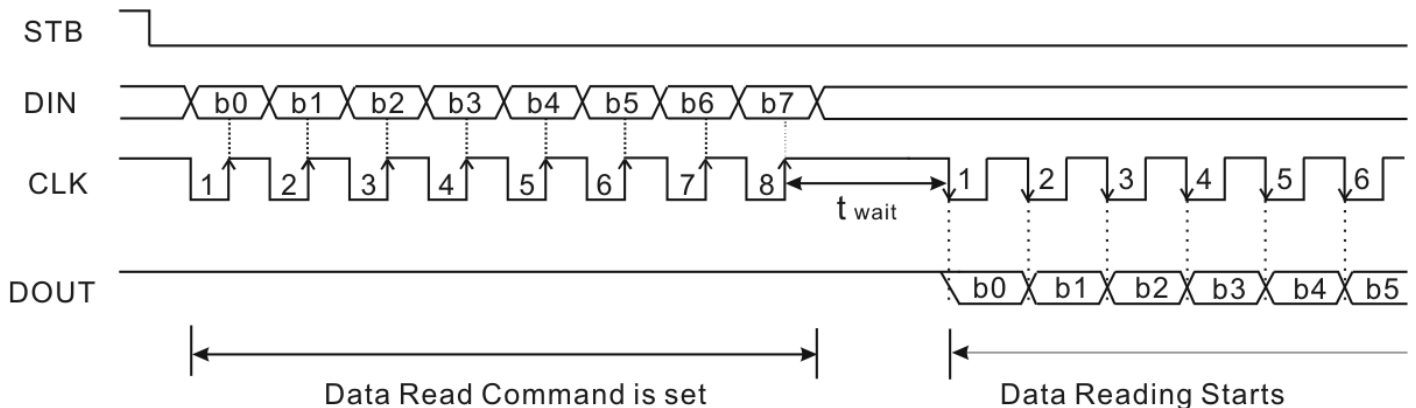 STB
DIN b0 b1 b2 b3 b4 b5 b6 b7
CLK 1 2 3 4 5 6 7 8 1 2 3 4 5 6
t wait
DOUT b0 b1 b2 b3 b4 b5
Data Read Command is set Data Reading Starts